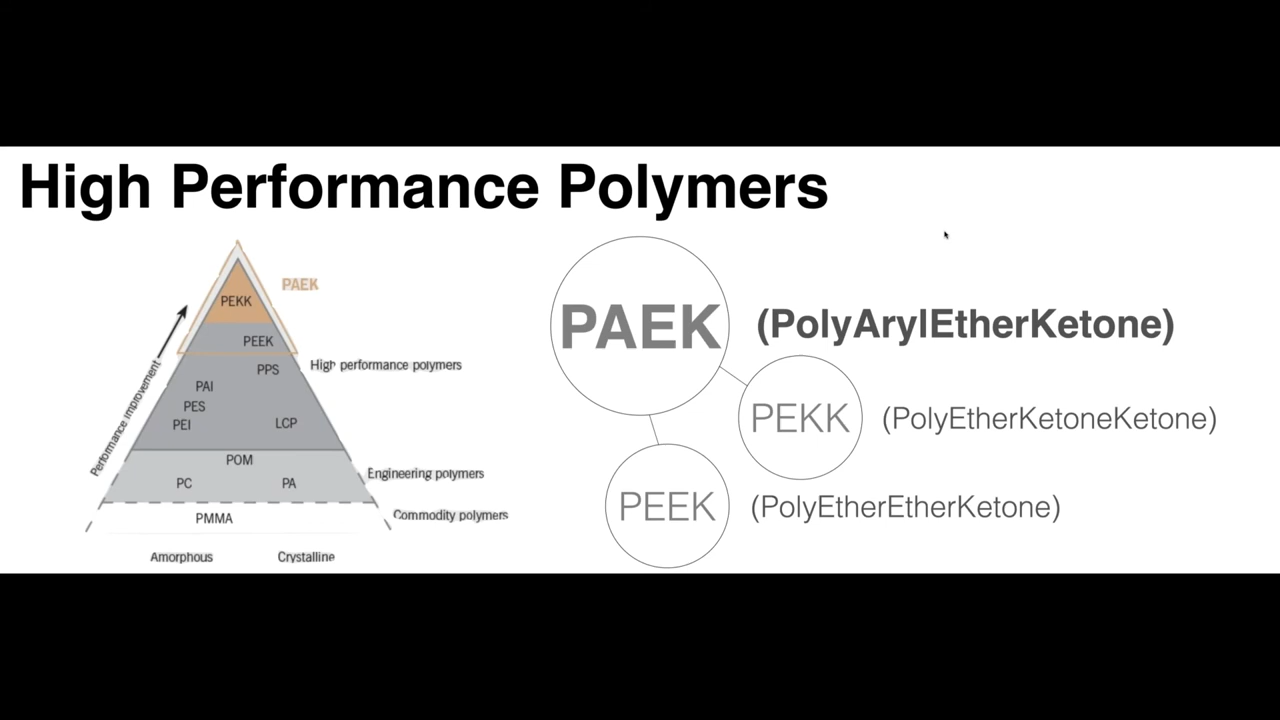 High Performance Polymers
PAEK
PEKK
PEEK
High performance polymers
PPS
PAI
PES
PEI
LCP
Performance improvement
POM
Engineering polymers
PC
PA
Commodity polymers
PMMA
Amorphous
Crystalline
PAEK
(PolyArylEtherKetone)
PEKK
(PolyEtherKetoneKetone)
PEEK
(PolyEtherEtherKetone)